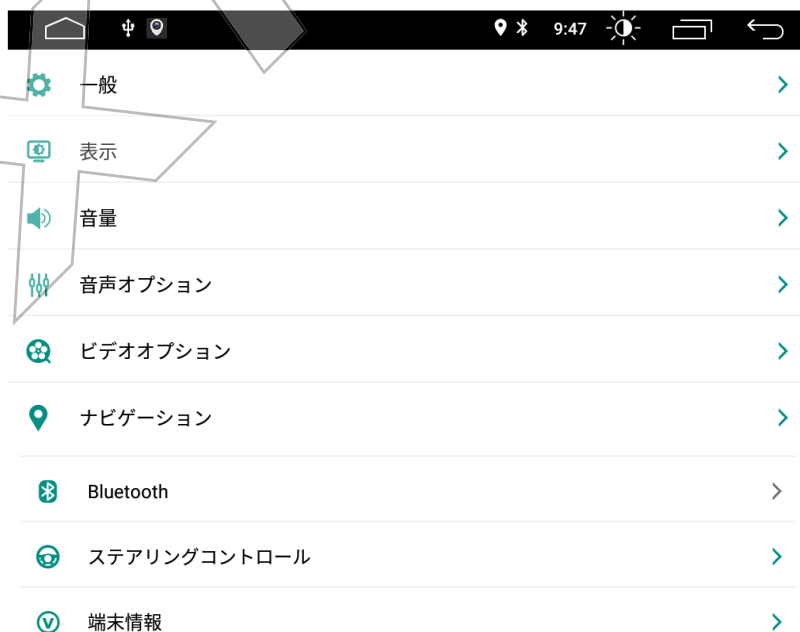 9:47
一般
表示
音量
音声オプション
ビデオオプション
ナビゲーション
Bluetooth
ステアリングコントロール
端末情報